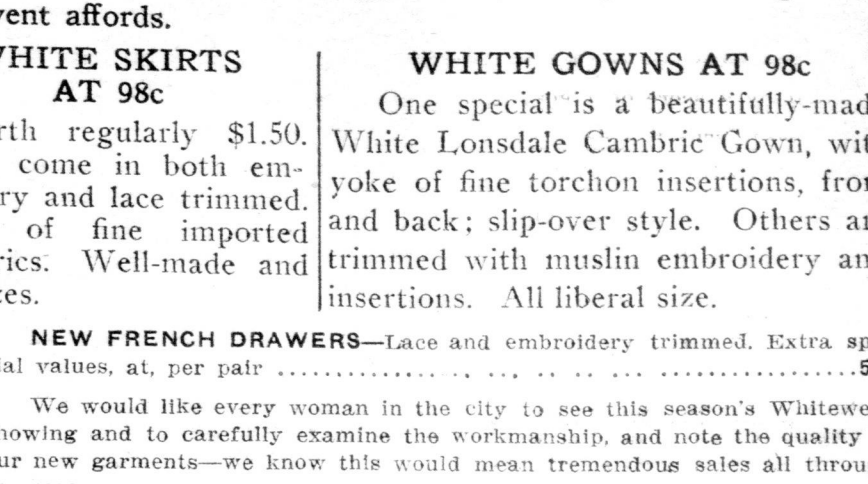 vent affords.
WHITE SKIRTS
AT 98c
rth regularly $1.50.
come in both em-
ry and lace trimmed.
of fine imported
rics. Well-made and
es.
WHITE GOWNS AT 98c
One special is a beautifully-mad
White Lonsdale Cambric Gown, wit
yoke of fine torchon insertions, fron
and back; slip-over style. Others ar
trimmed with muslin embroidery an
insertions. All liberal size.
NEW FRENCH DRAWERS—Lace and embroidery trimmed. Extra sp
ial values, at, per pair ........................5
We would like every woman in the city to see this season's Whitewe
howing and to carefully examine the workmanship, and note the quality
ur new garments—we know this would mean tremendous sales all throu